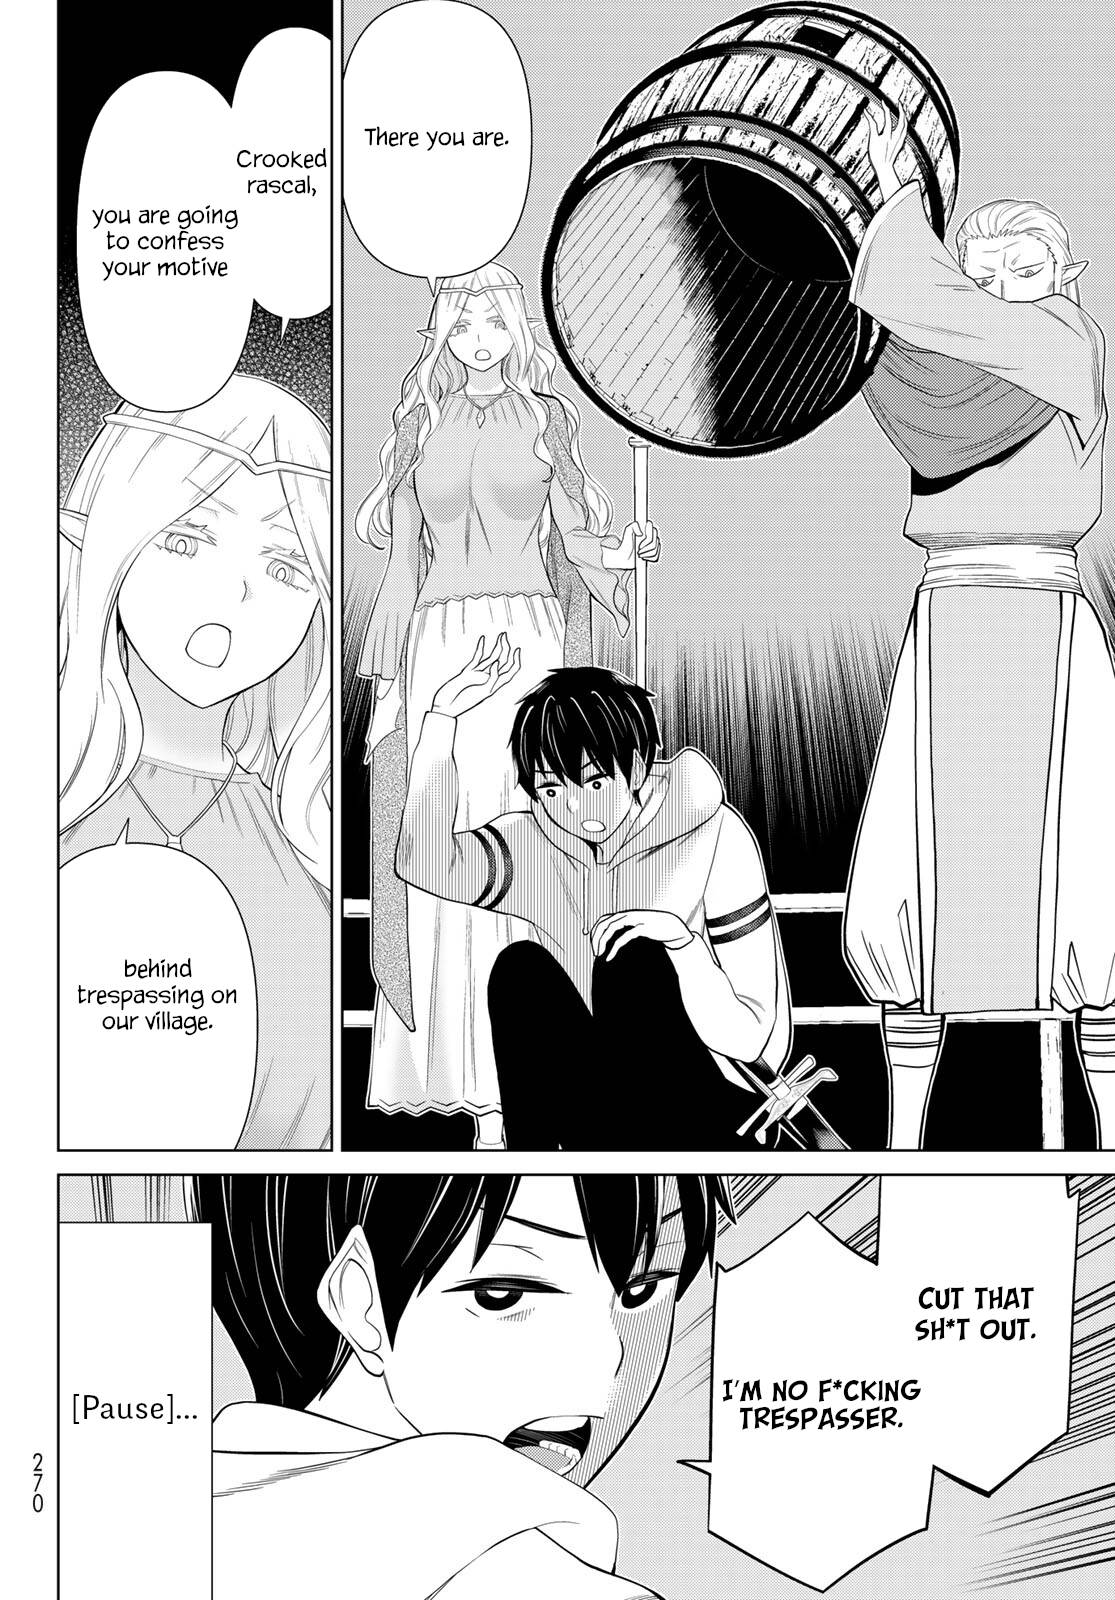 There you are.
Crooked
rascal,
you are going
to confess
your motive
behind
trespassing on
our village.
CUT THAT
SH*T OUT.
I'M NO F*CKING
TRESPASSER.
[Pause]...
270